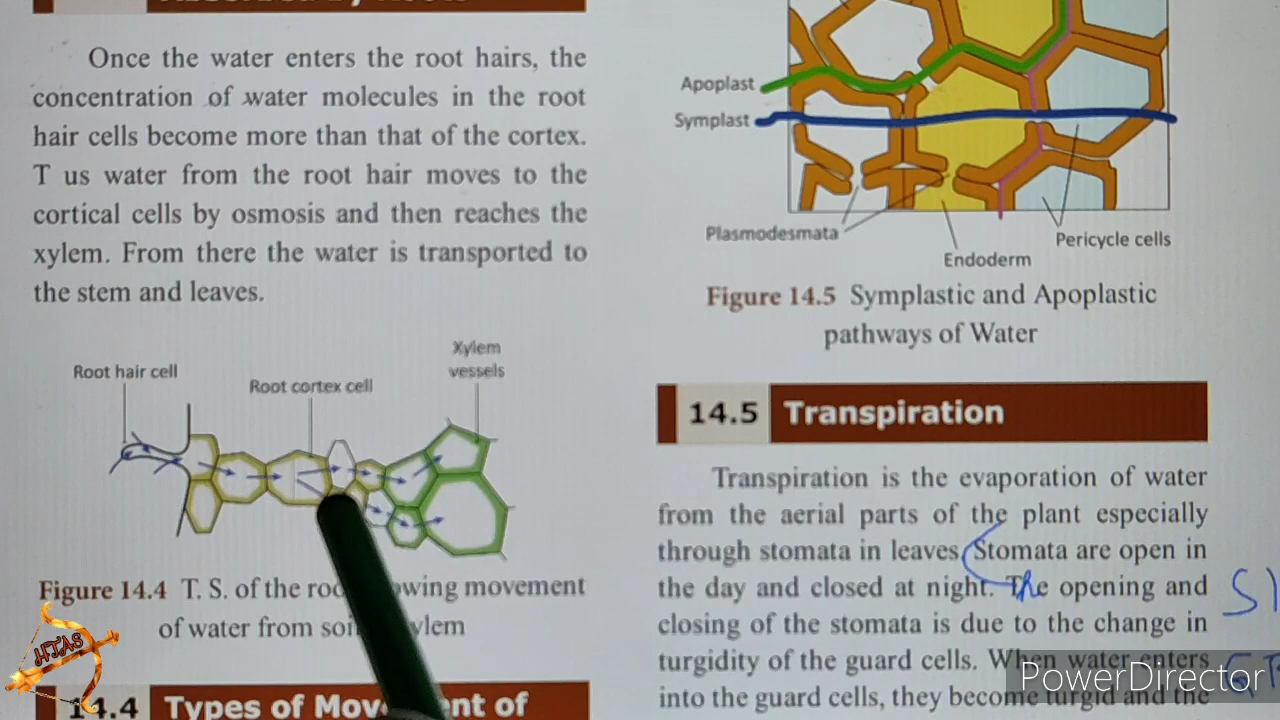 Once the water enters the root hairs, the
concentration of water molecules in the root
hair cells become more than that of the cortex.
T us water from the root hair moves to the
cortical cells by osmosis and then reaches the
xylem. From there the water is transported to
the stem and leaves.
Root hair cell
Root cortex cell
Xylem
vessels
Figure 14.4 T. S. of the movement
of water from xylem
HTAS
14.4 Types of of
Apoplast
Symplast
Plasmodesmata
Endoderm
Pericycle cells
Figure 14.5 Symplastic and Apoplastic
pathways of Water
14.5 Transpiration
Transpiration is the evaporation of water
from the aerial parts of the plant especially
through stomata in leaves. Stomata are open in
the day and closed at night. The opening and
closing of the stomata is due to the change in
turgidity of the guard cells. When water enters
into the guard cells, they become turgid and the
PowerDirector